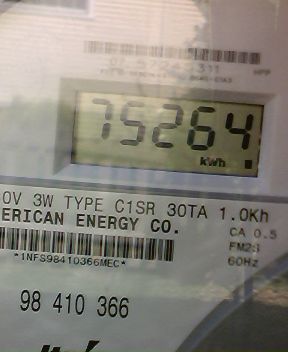 75264
kWh
0V 3W TYPE C1SR 30TA 1.0Kh
ERICAN ENERGY CO.
CA 0.5
FM2S
60Hz
*1NFS98410366MEC*
98 410 366